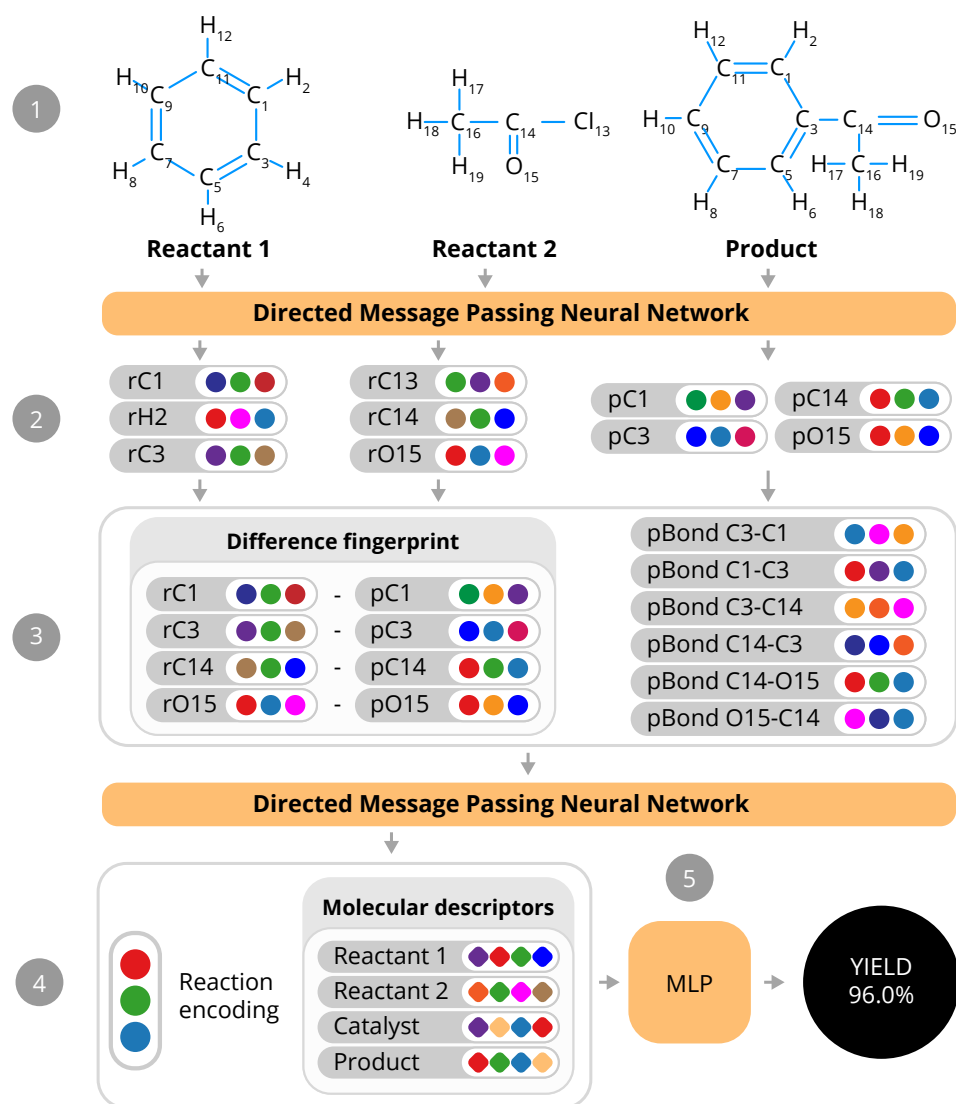 1
H12
H10
C11
H2
C9
C1
C7
C3
H8
C5
H4
H6
Reactant 1
H17
H18 C16 C14 Cl13
H19 O15
Reactant 2
H12 H2
C11 C1
H10 C9 C3 C14 O15
C7 C5 H17 C16 H19
H8 H6 H18
Product
Directed Message Passing Neural Network
2
rC1
rH2
rC3
rC13
rC14
rO15
pC1
pC3
pC14
pO15
3
Difference fingerprint
rC1 - pC1
rC3 - pC3
rC14 - pC14
rO15 - pO15
pBond C3-C1
pBond C1-C3
pBond C3-C14
pBond C14-C3
pBond C14-O15
pBond O15-C14
Directed Message Passing Neural Network
4
Reaction
encoding
Molecular descriptors
Reactant 1
Reactant 2
Catalyst
Product
5
MLP
YIELD
96.0%